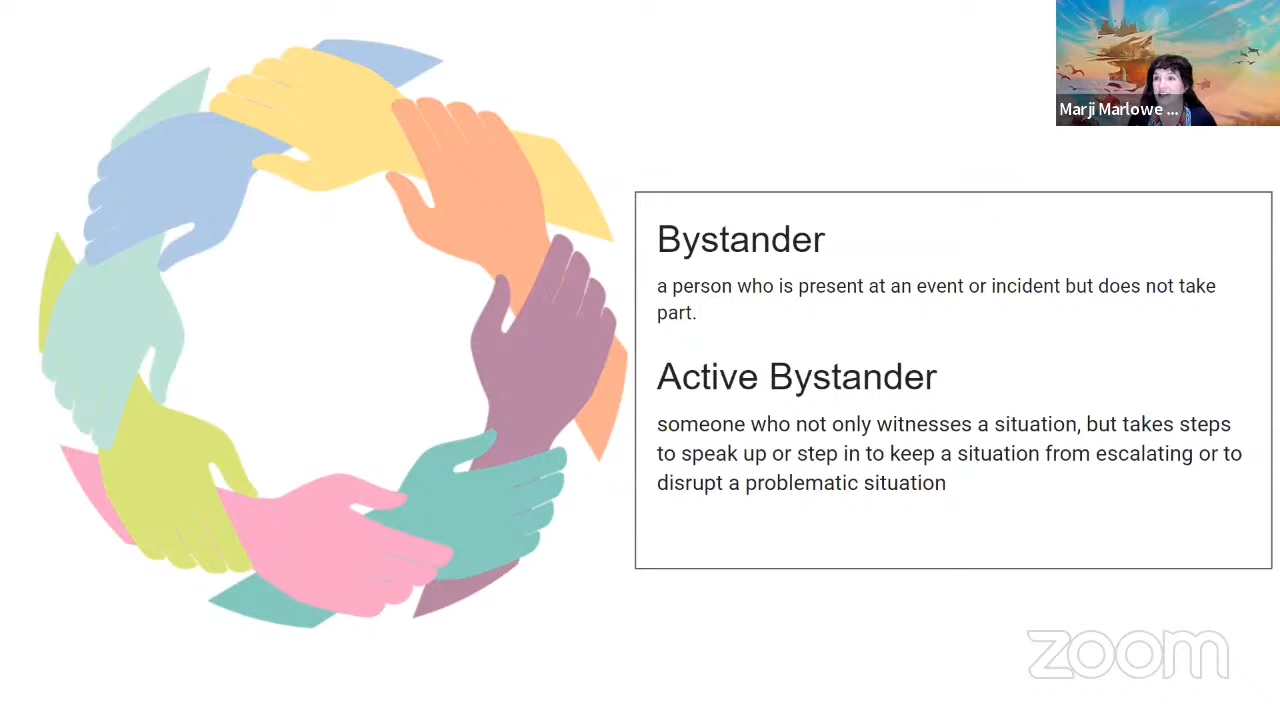 Marji Marlowe ...
Bystander
a person who is present at an event or incident but does not take
part.
Active Bystander
someone who not only witnesses a situation, but takes steps
to speak up or step in to keep a situation from escalating or to
disrupt a problematic situation
zoom